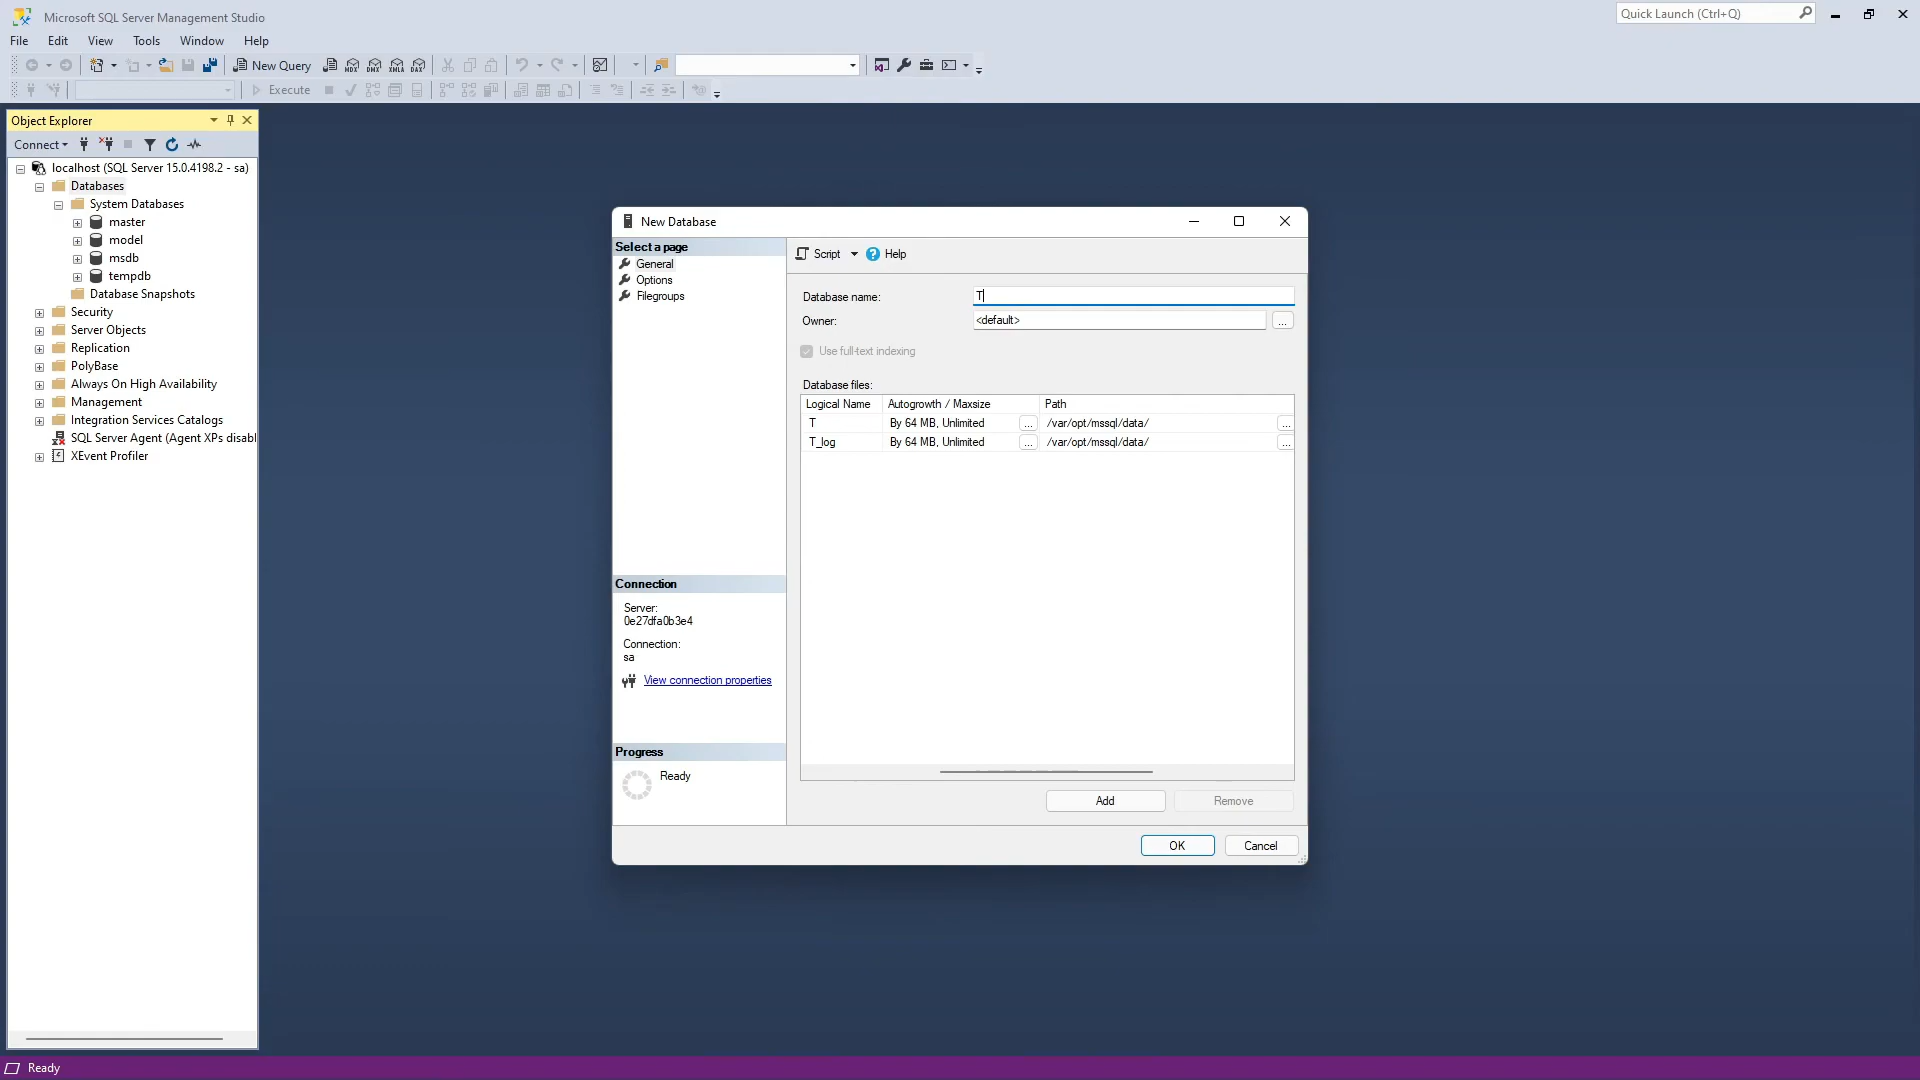 Microsoft SQL Server Management Studio
Quick Launch (Ctrl+Q)
File Edit View Tools Window Help
New Query MDX DMX XMLA DAX
Execute
Object Explorer
Connect
localhost (SQL Server 15.0.4198.2 - sa)
Databases
System Databases
master
model
msdb
tempdb
Database Snapshots
Security
Server Objects
Replication
PolyBase
Always On High Availability
Management
Integration Services Catalogs
SQL Server Agent (Agent XPs disabl
XEvent Profiler
New Database
Select a page
General
Options
Filegroups
Script Help
Database name: T
Owner: <default> ...
Use full-text indexing
Database files:
Logical Name Autogrowth / Maxsize Path
T By 64 MB, Unlimited ... /var/opt/mssql/data/ ...
T_log By 64 MB, Unlimited ... /var/opt/mssql/data/ ...
Connection
Server:
0e27dfa0b3e4
Connection:
sa
View connection properties
Progress
Ready
Add Remove
OK Cancel
Ready